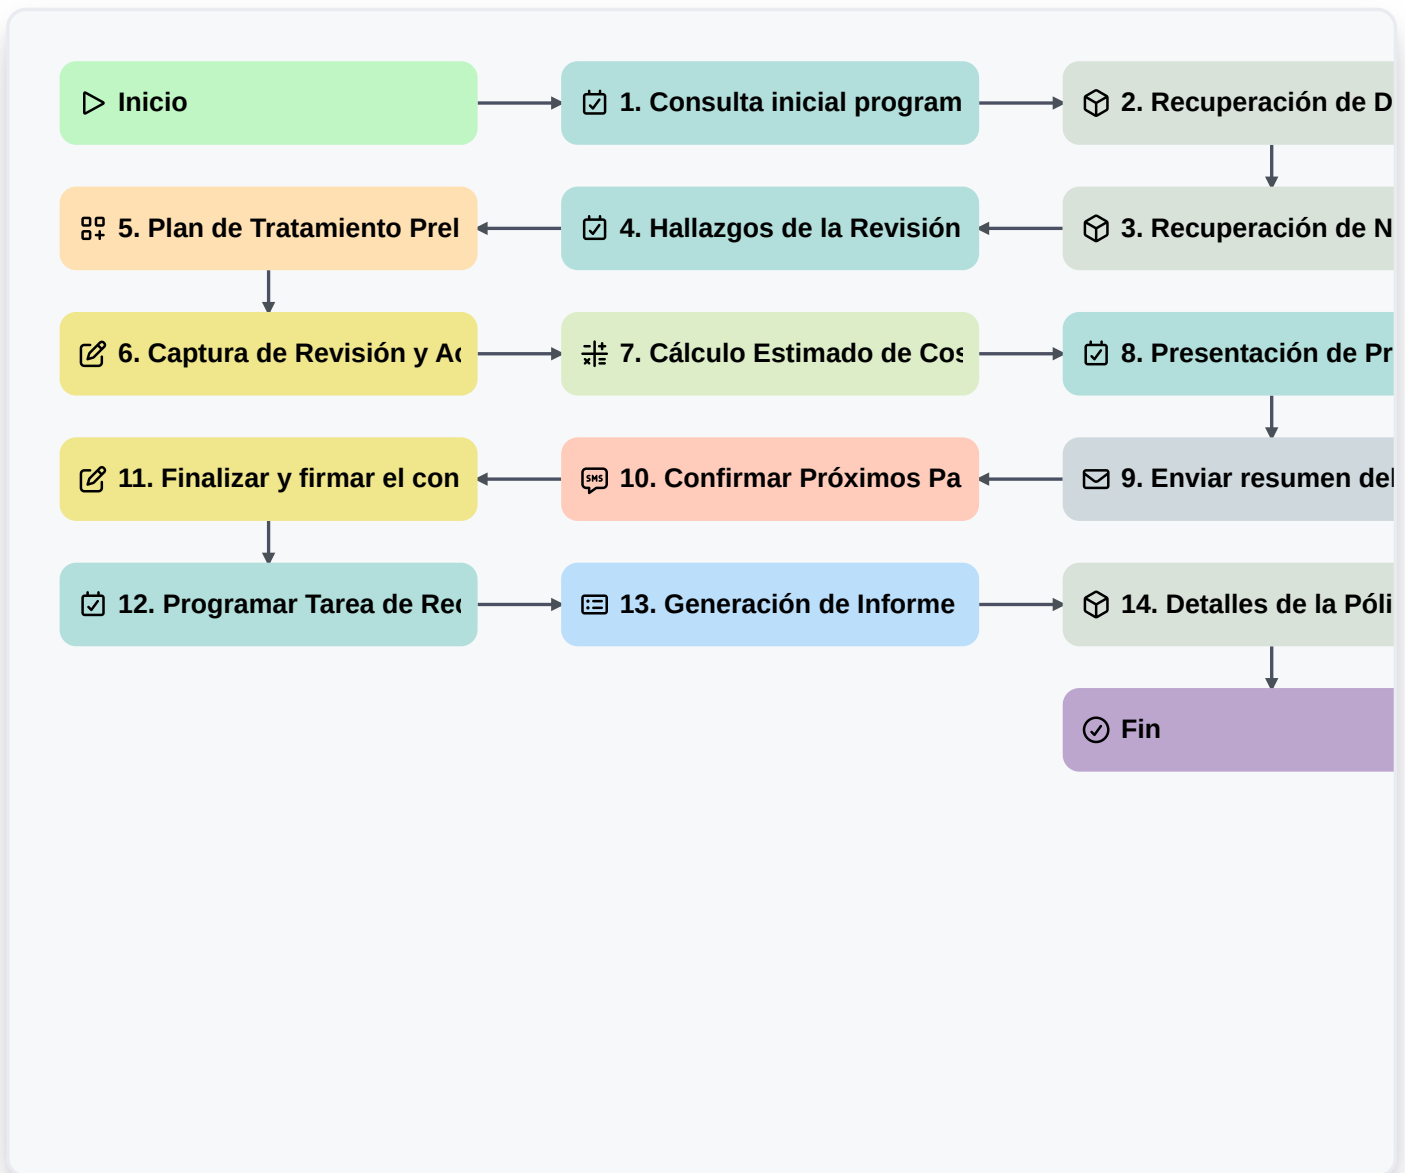 Inicio
1. Consulta inicial program
2. Recuperación de D
5. Plan de Tratamiento Prel
4. Hallazgos de la Revisión
3. Recuperación de N
6. Captura de Revisión y Ac
7. Cálculo Estimado de Cos
8. Presentación de Pr
11. Finalizar y firmar el con
10. Confirmar Próximos Pa
9. Enviar resumen del
12. Programar Tarea de Rec
13. Generación de Informe
14. Detalles de la Póli
Fin